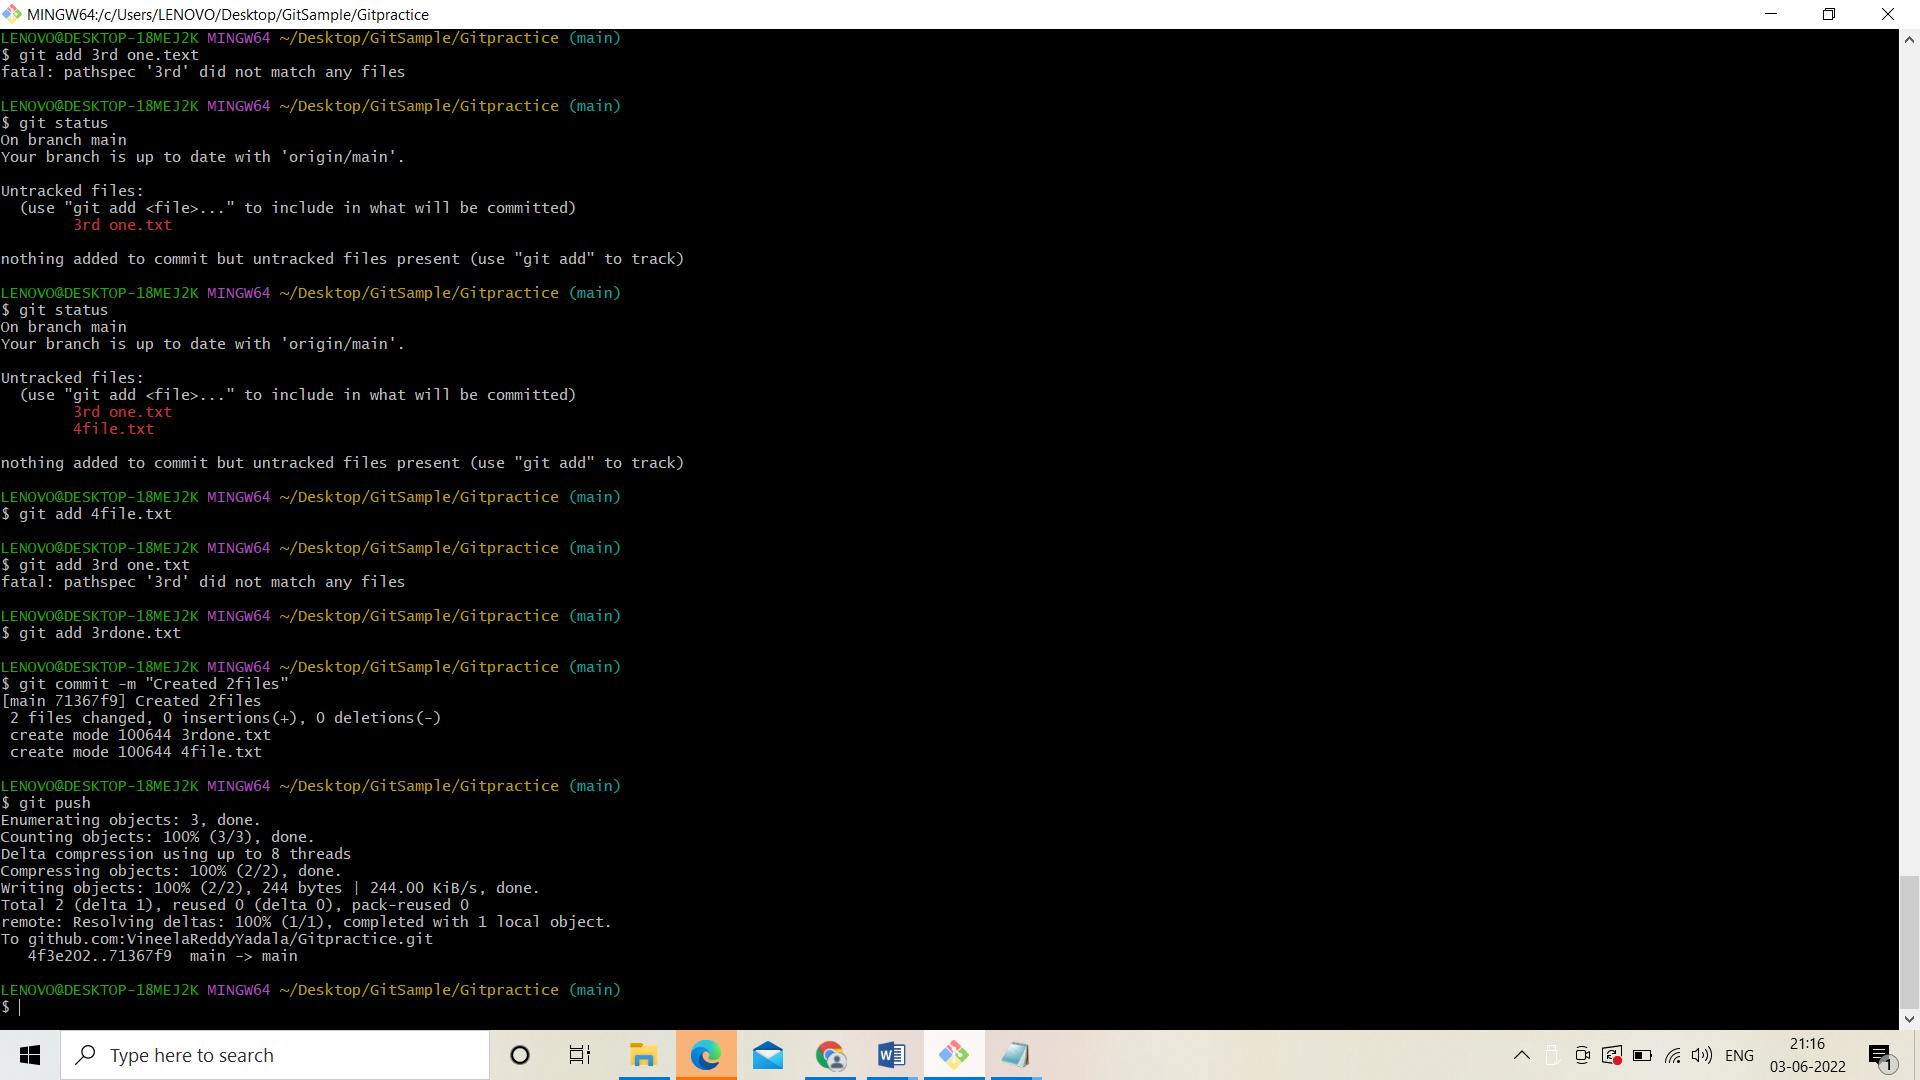 MINGW64:/c/Users/LENOVO/Desktop/GitSample/Gitpractice
LENOVO@DESKTOP-18MEJ2K MINGW64 ~/Desktop/GitSample/Gitpractice (main)
$ git add 3rd one.text
fatal: pathspec '3rd' did not match any files
LENOVO@DESKTOP-18MEJ2K MINGW64 ~/Desktop/GitSample/Gitpractice (main)
$ git status
On branch main
Your branch is up to date with 'origin/main'.
Untracked files:
  (use "git add <file>..." to include in what will be committed)
        3rd one.txt
nothing added to commit but untracked files present (use "git add" to track)
LENOVO@DESKTOP-18MEJ2K MINGW64 ~/Desktop/GitSample/Gitpractice (main)
$ git status
On branch main
Your branch is up to date with 'origin/main'.
Untracked files:
  (use "git add <file>..." to include in what will be committed)
        3rd one.txt
        4file.txt
nothing added to commit but untracked files present (use "git add" to track)
LENOVO@DESKTOP-18MEJ2K MINGW64 ~/Desktop/GitSample/Gitpractice (main)
$ git add 4file.txt
LENOVO@DESKTOP-18MEJ2K MINGW64 ~/Desktop/GitSample/Gitpractice (main)
$ git add 3rd one.txt
fatal: pathspec '3rd' did not match any files
LENOVO@DESKTOP-18MEJ2K MINGW64 ~/Desktop/GitSample/Gitpractice (main)
$ git add 3rdone.txt
LENOVO@DESKTOP-18MEJ2K MINGW64 ~/Desktop/GitSample/Gitpractice (main)
$ git commit -m "Created 2files"
[main 71367f9] Created 2files
 2 files changed, 0 insertions(+), 0 deletions(-)
 create mode 100644 3rdone.txt
 create mode 100644 4file.txt
LENOVO@DESKTOP-18MEJ2K MINGW64 ~/Desktop/GitSample/Gitpractice (main)
$ git push
Enumerating objects: 3, done.
Counting objects: 100% (3/3), done.
Delta compression using up to 8 threads
Compressing objects: 100% (2/2), done.
Writing objects: 100% (2/2), 244 bytes | 244.00 KiB/s, done.
Total 2 (delta 1), reused 0 (delta 0), pack-reused 0
remote: Resolving deltas: 100% (1/1), completed with 1 local object.
To github.com:VineelaReddyYadala/Gitpractice.git
   4f3e202..71367f9  main -> main
LENOVO@DESKTOP-18MEJ2K MINGW64 ~/Desktop/GitSample/Gitpractice (main)
$
Type here to search
ENG
21:16
03-06-2022
1